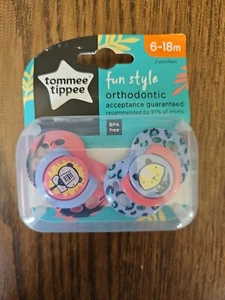 6-18m
2 soothers
tommee
tippee
fun style
orthodontic
acceptance guaranteed
recommended by 97% of moms
BPA
free